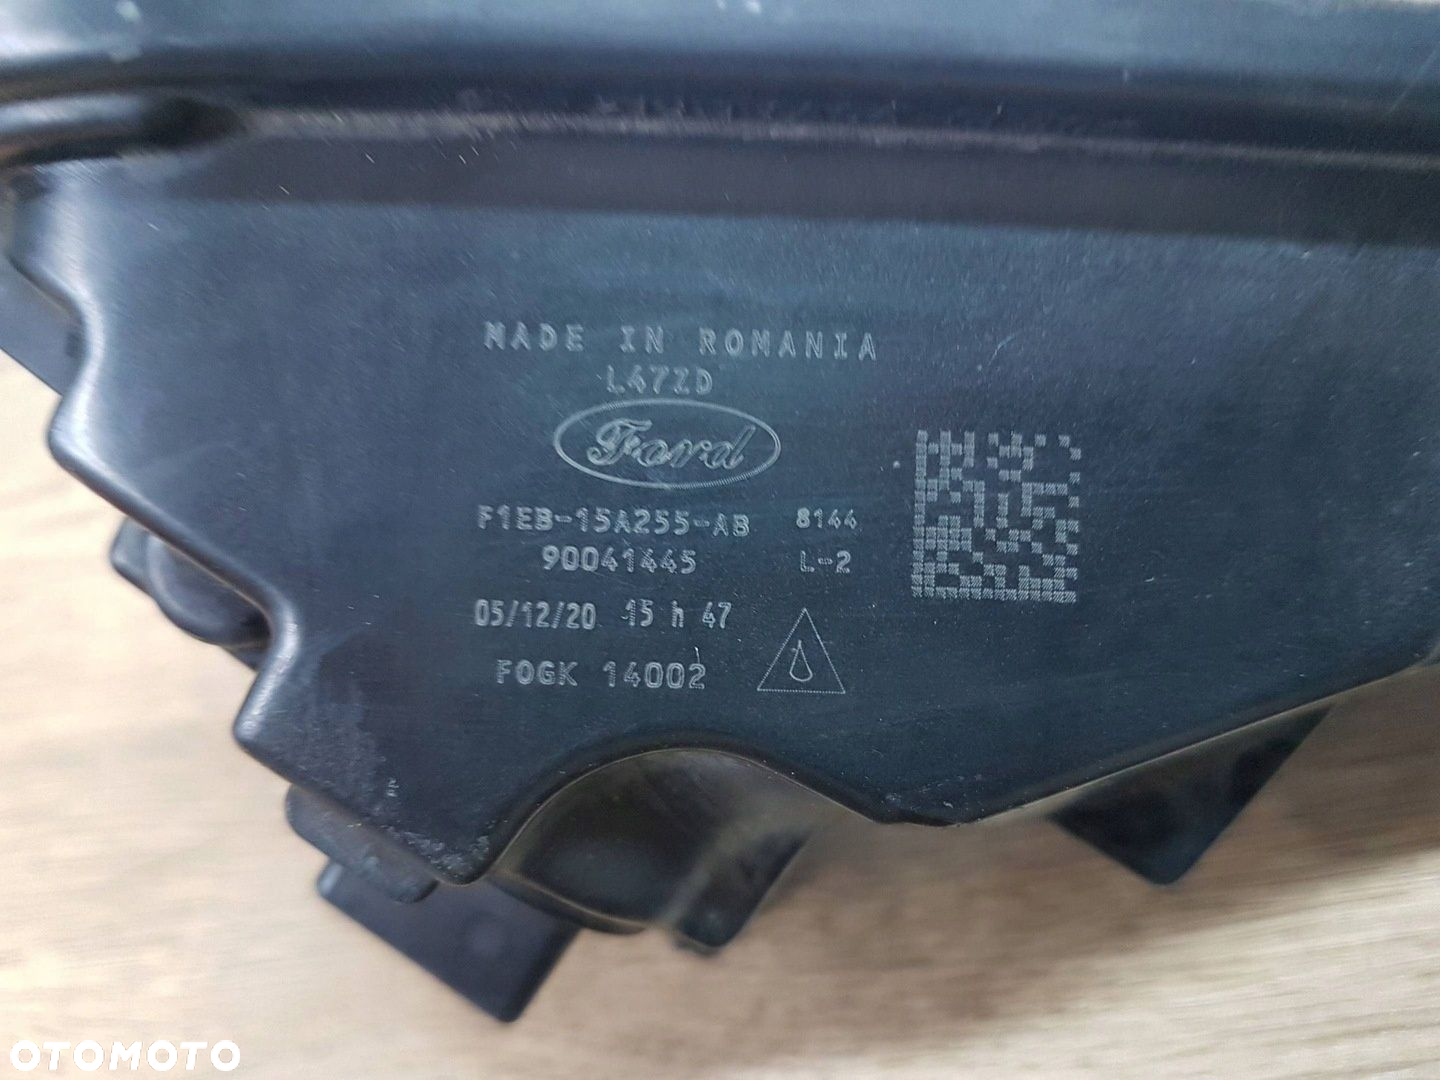 MADE IN ROMANIA
L47ZD
Ford
F1EB-15A255-AB 8144
90041445 L-2
05/12/20 15 h 47
FOGK 14002
OTOMOTO